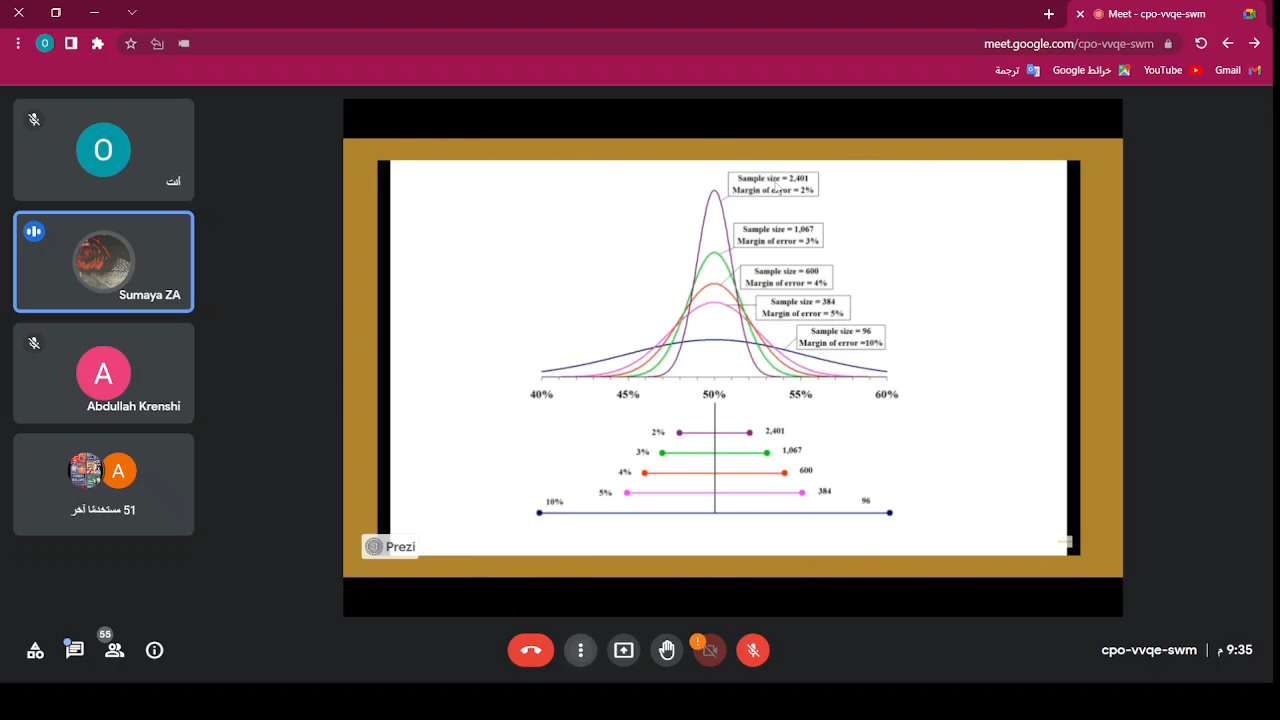 Meet - cpo-vvqe-swm
meet.google.com/cpo-vvqe-swm
Gmail
YouTube
خرائط Google
ترجمة
O
O
أنت
Sumaya ZA
A
Abdullah Krenshi
A
51 مستخدمًا آخر
Sample size = 2,401
Margin of error = 2%
Sample size = 1,067
Margin of error = 3%
Sample size = 600
Margin of error = 4%
Sample size = 384
Margin of error = 5%
Sample size = 96
Margin of error =10%
40% 45% 50% 55% 60%
2% 2,401
3% 1,067
4% 600
5% 384
10% 96
Prezi
55
cpo-vvqe-swm | 9:35 م